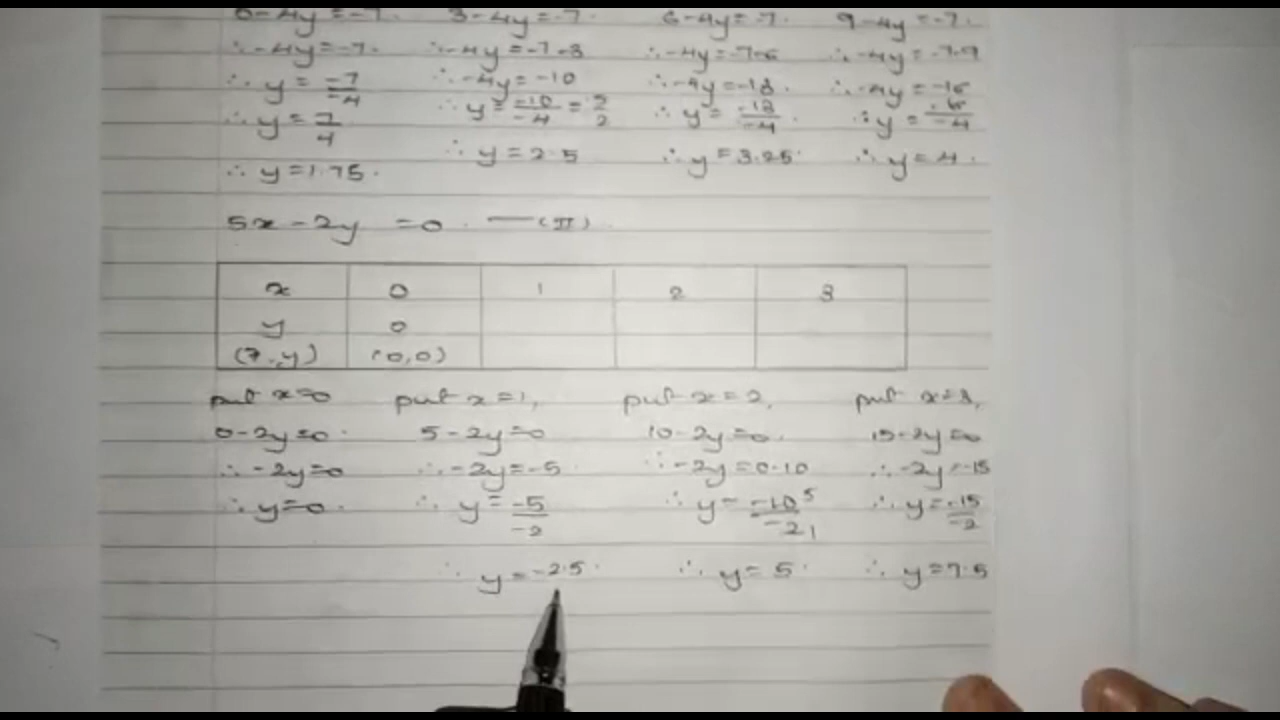 0-4y=-7. 3-4y=-7. 6-4y=-7. 9-4y=-7.
∴-4y=-7. ∴-4y=-7-3 ∴-4y=-7-6 ∴-4y=-7-9
∴ y = -7/-4 ∴-4y=-10 ∴-4y=-13. ∴-4y=-16
∴ y = 7/4 ∴ y = -10/-4 = 5/2 ∴ y = -13/-4. ∴ y = -16/-4
∴ y = 1.75. ∴ y = 2.5 ∴ y = 3.25. ∴ y = 4.
5x-2y = 0. —(II).
x 0 1 2 3
y 0
(x,y) (0,0)
put x=0 put x=1, put x=2, put x=3,
0-2y=0. 5-2y=0 10-2y=0. 15-2y=0
∴-2y=0 ∴-2y=-5. ∴-2y=0-10 ∴-2y=-15
∴ y=0. ∴ y = -5/-2 ∴ y = -10 5/-2 1 ∴ y = -15/-2
∴ y = -2.5. ∴ y = 5. ∴ y = 7.5